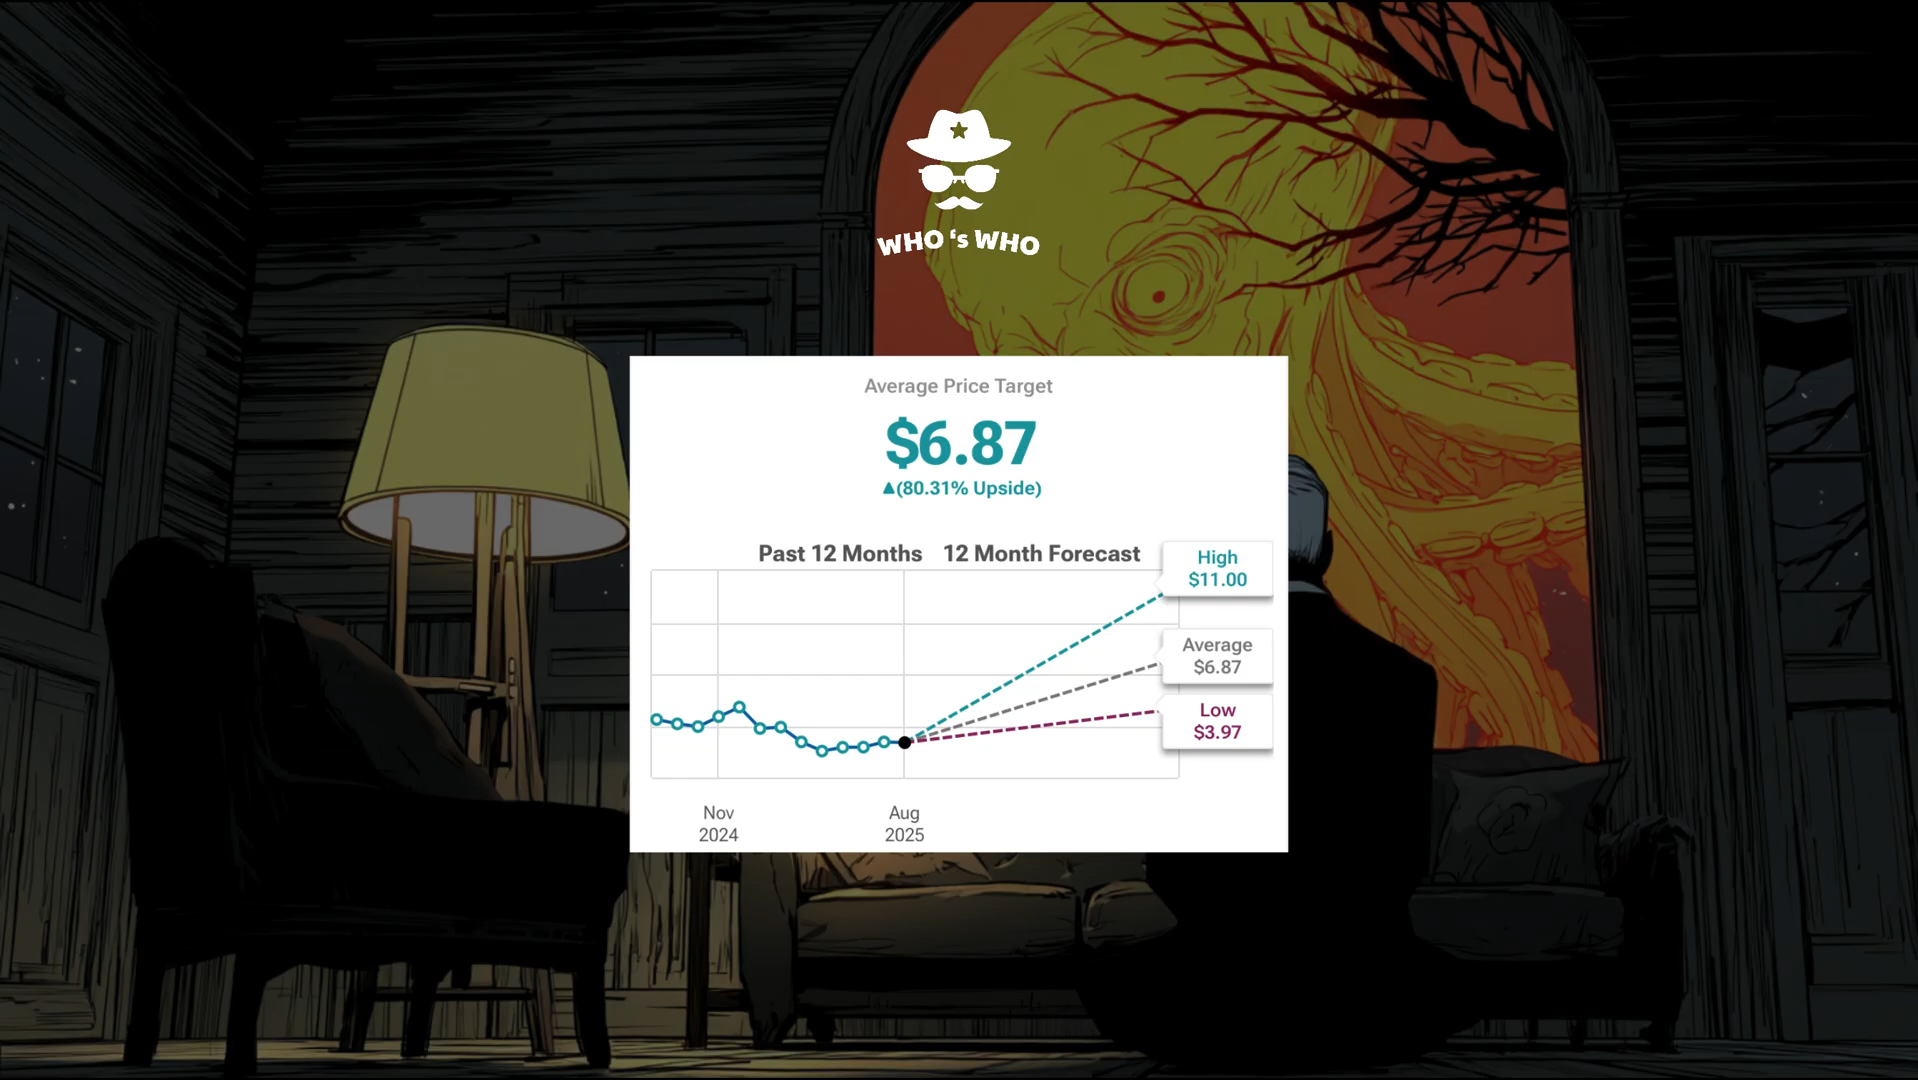 WHO 's WHO
Average Price Target
$6.87
▲(80.31% Upside)
Past 12 Months 12 Month Forecast
High
$11.00
Average
$6.87
Low
$3.97
Nov
2024
Aug
2025